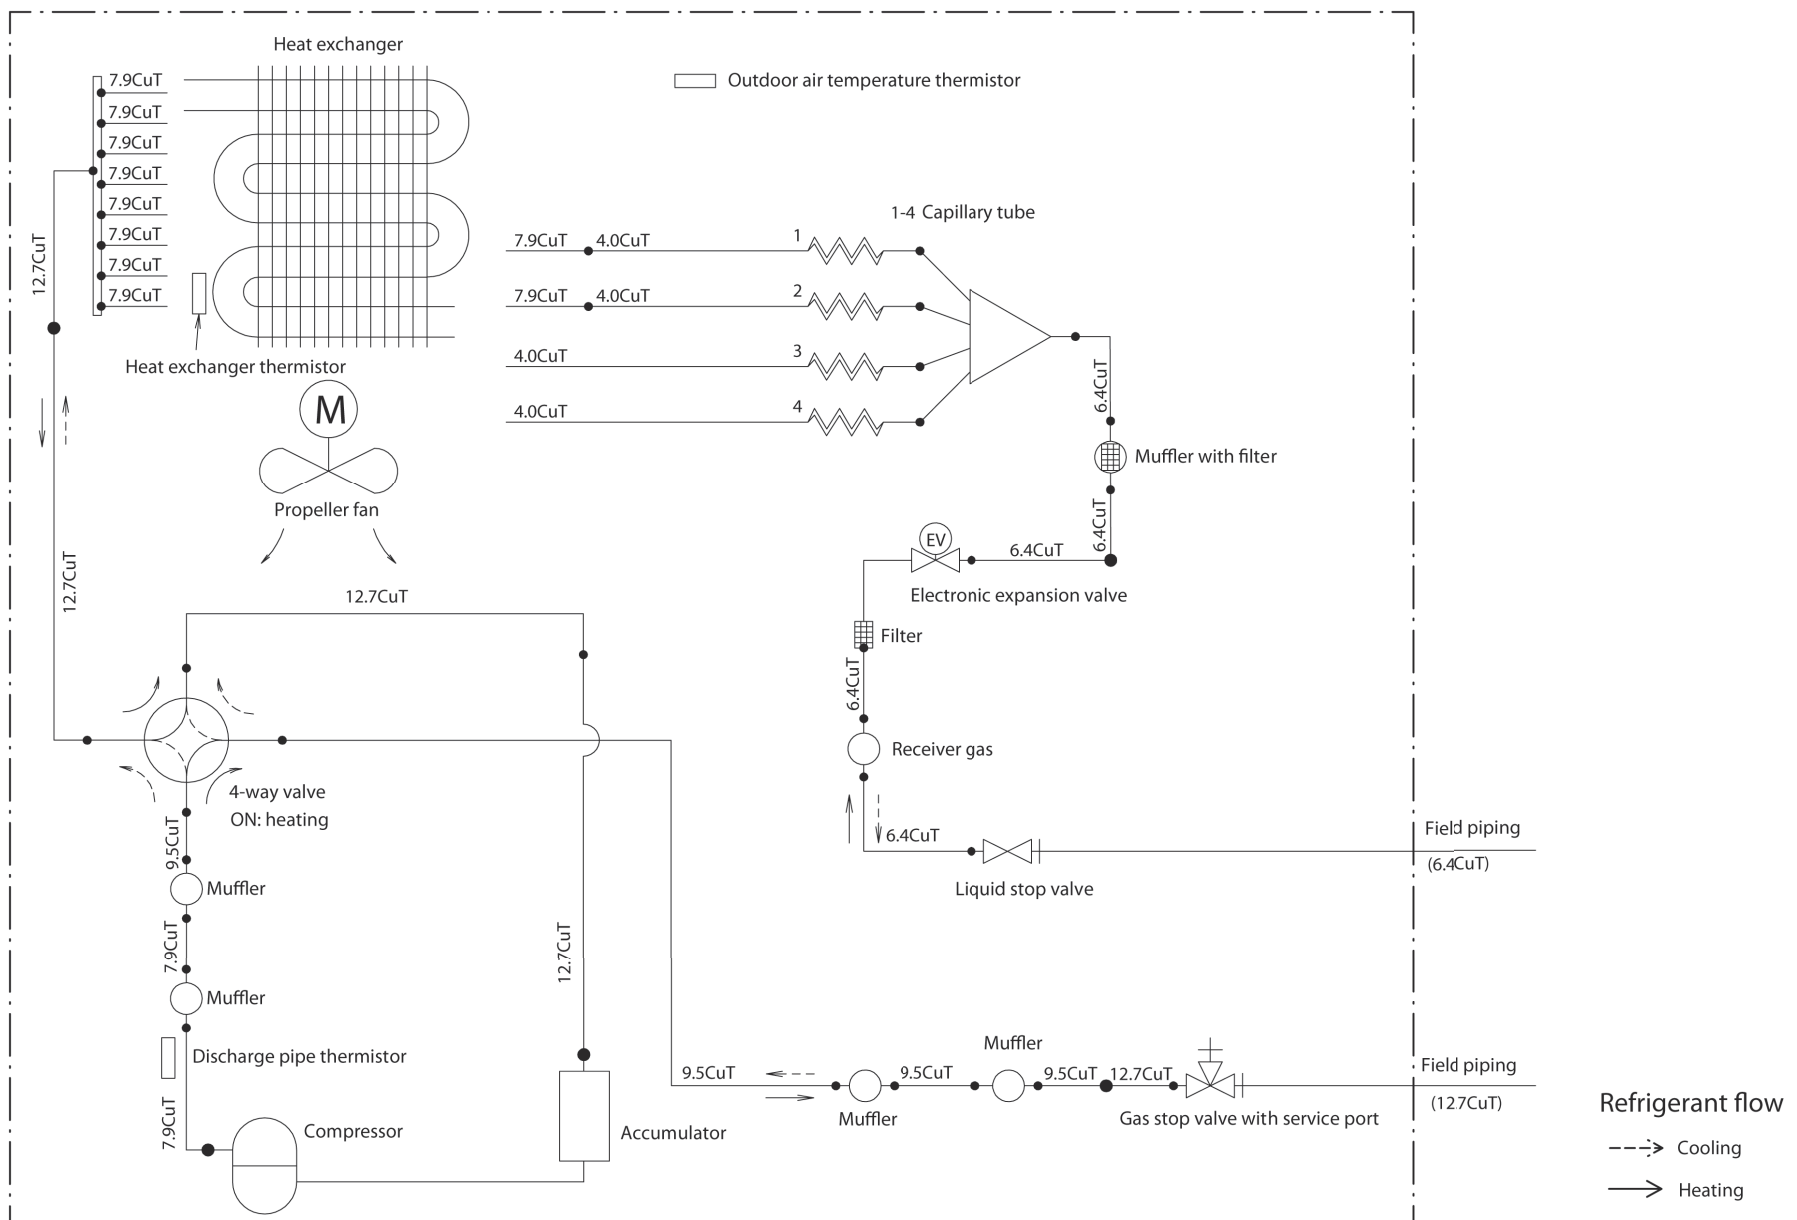 Heat exchanger
7.9CuT
7.9CuT
7.9CuT
7.9CuT
7.9CuT
7.9CuT
7.9CuT
7.9CuT
12.7CuT
Heat exchanger thermistor
M
Propeller fan
12.7CuT
Outdoor air temperature thermistor
1-4 Capillary tube
7.9CuT 4.0CuT 1
7.9CuT 4.0CuT 2
4.0CuT 3
4.0CuT 4
6.4CuT
Muffler with filter
6.4CuT
EV
6.4CuT
Electronic expansion valve
Filter
6.4CuT
Receiver gas
6.4CuT
Liquid stop valve
Field piping
(6.4CuT)
12.7CuT
4-way valve
ON: heating
9.5CuT
Muffler
7.9CuT
Muffler
Discharge pipe thermistor
7.9CuT
Compressor
12.7CuT
Accumulator
9.5CuT
Muffler
9.5CuT
Muffler
9.5CuT
12.7CuT
Gas stop valve with service port
Field piping
(127CuT)
Refrigerant flow
Cooling
Heating